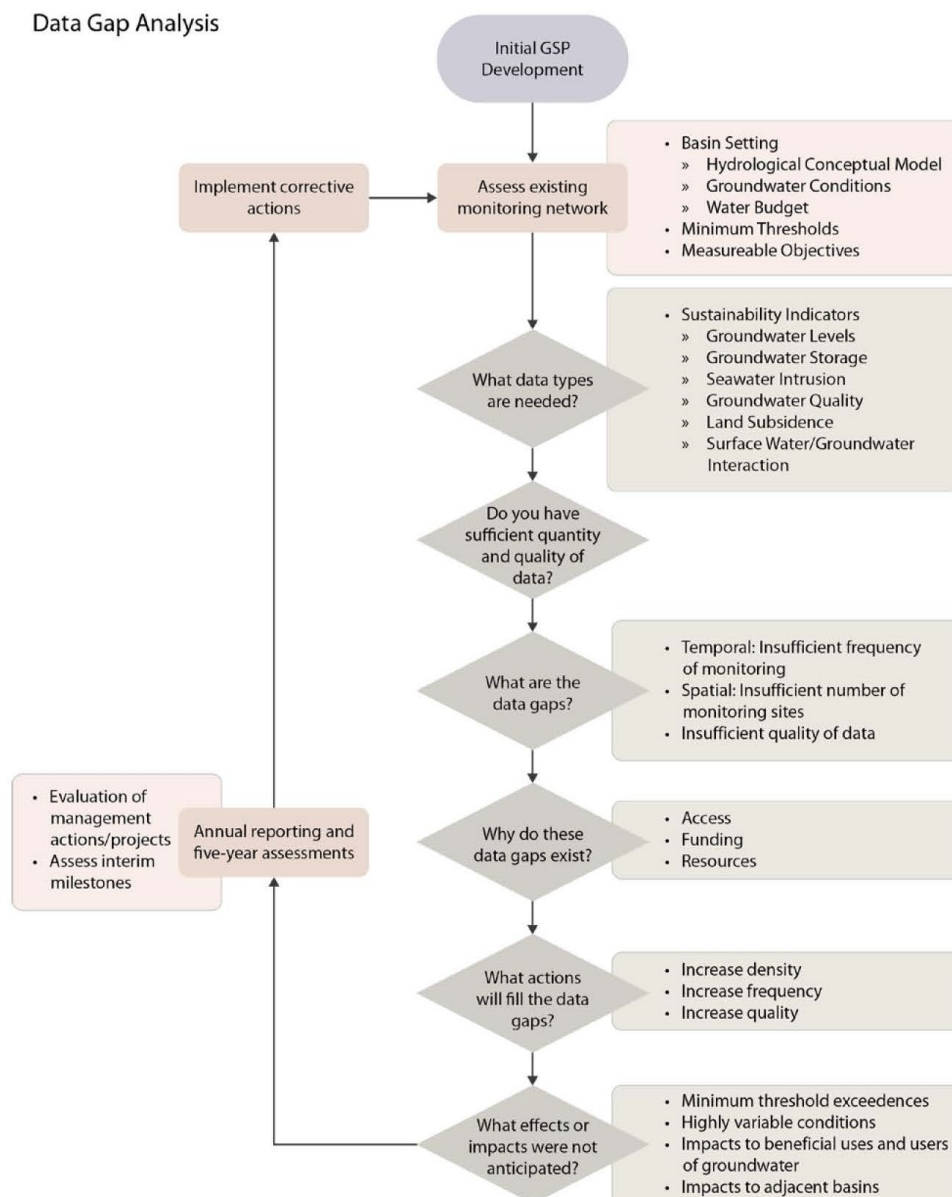 Data Gap Analysis
Initial GSP
Development
Implement corrective
actions
Assess existing
monitoring network
• Basin Setting
» Hydrological Conceptual Model
» Groundwater Conditions
» Water Budget
• Minimum Thresholds
• Measureable Objectives
What data types
are needed?
• Sustainability Indicators
» Groundwater Levels
» Groundwater Storage
» Seawater Intrusion
» Groundwater Quality
» Land Subsidence
» Surface Water/Groundwater
Interaction
Do you have
sufficient quantity
and quality of
data?
What are the
data gaps?
• Temporal: Insufficient frequency
of monitoring
• Spatial: Insufficient number of
monitoring sites
• Insufficient quality of data
• Evaluation of
management
actions/projects
• Assess interim
milestones
Annual reporting and
five-year assessments
Why do these
data gaps exist?
• Access
• Funding
• Resources
What actions
will fill the data
gaps?
• Increase density
• Increase frequency
• Increase quality
What effects or
impacts were not
anticipated?
• Minimum threshold exceedences
• Highly variable conditions
• Impacts to beneficial uses and users
of groundwater
• Impacts to adjacent basins